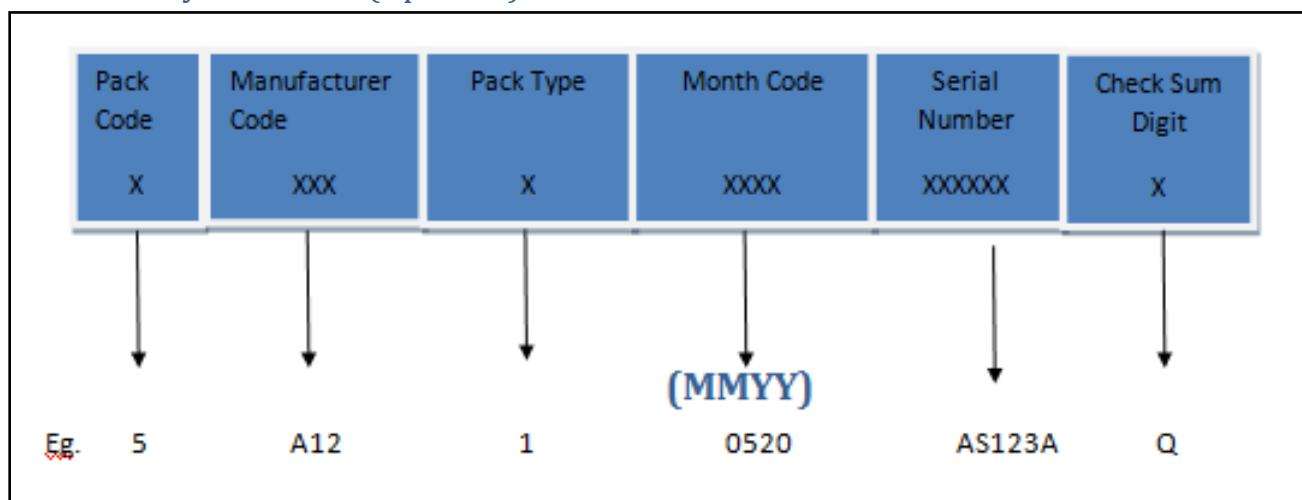 Pack Code
Manufacturer Code
Pack Type
Month Code
Serial Number
Check Sum Digit
X
XXX
X
XXXX
XXXXXX
X
(MMYY)
Eg. 5 A12 1 0520 AS123A Q